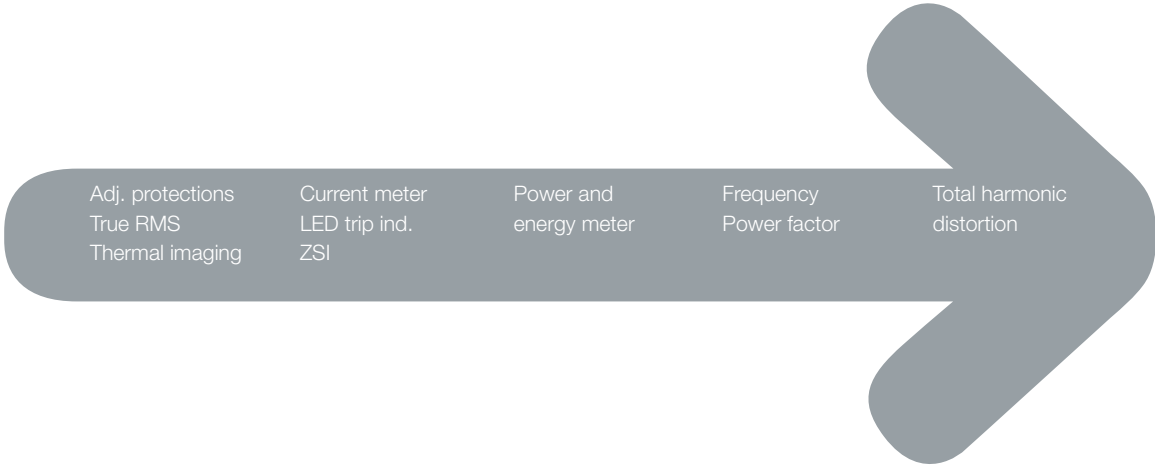 Adj. protections
True RMS
Thermal imaging
Current meter
LED trip ind.
ZSI
Power and
energy meter
Frequency
Power factor
Total harmonic
distortion